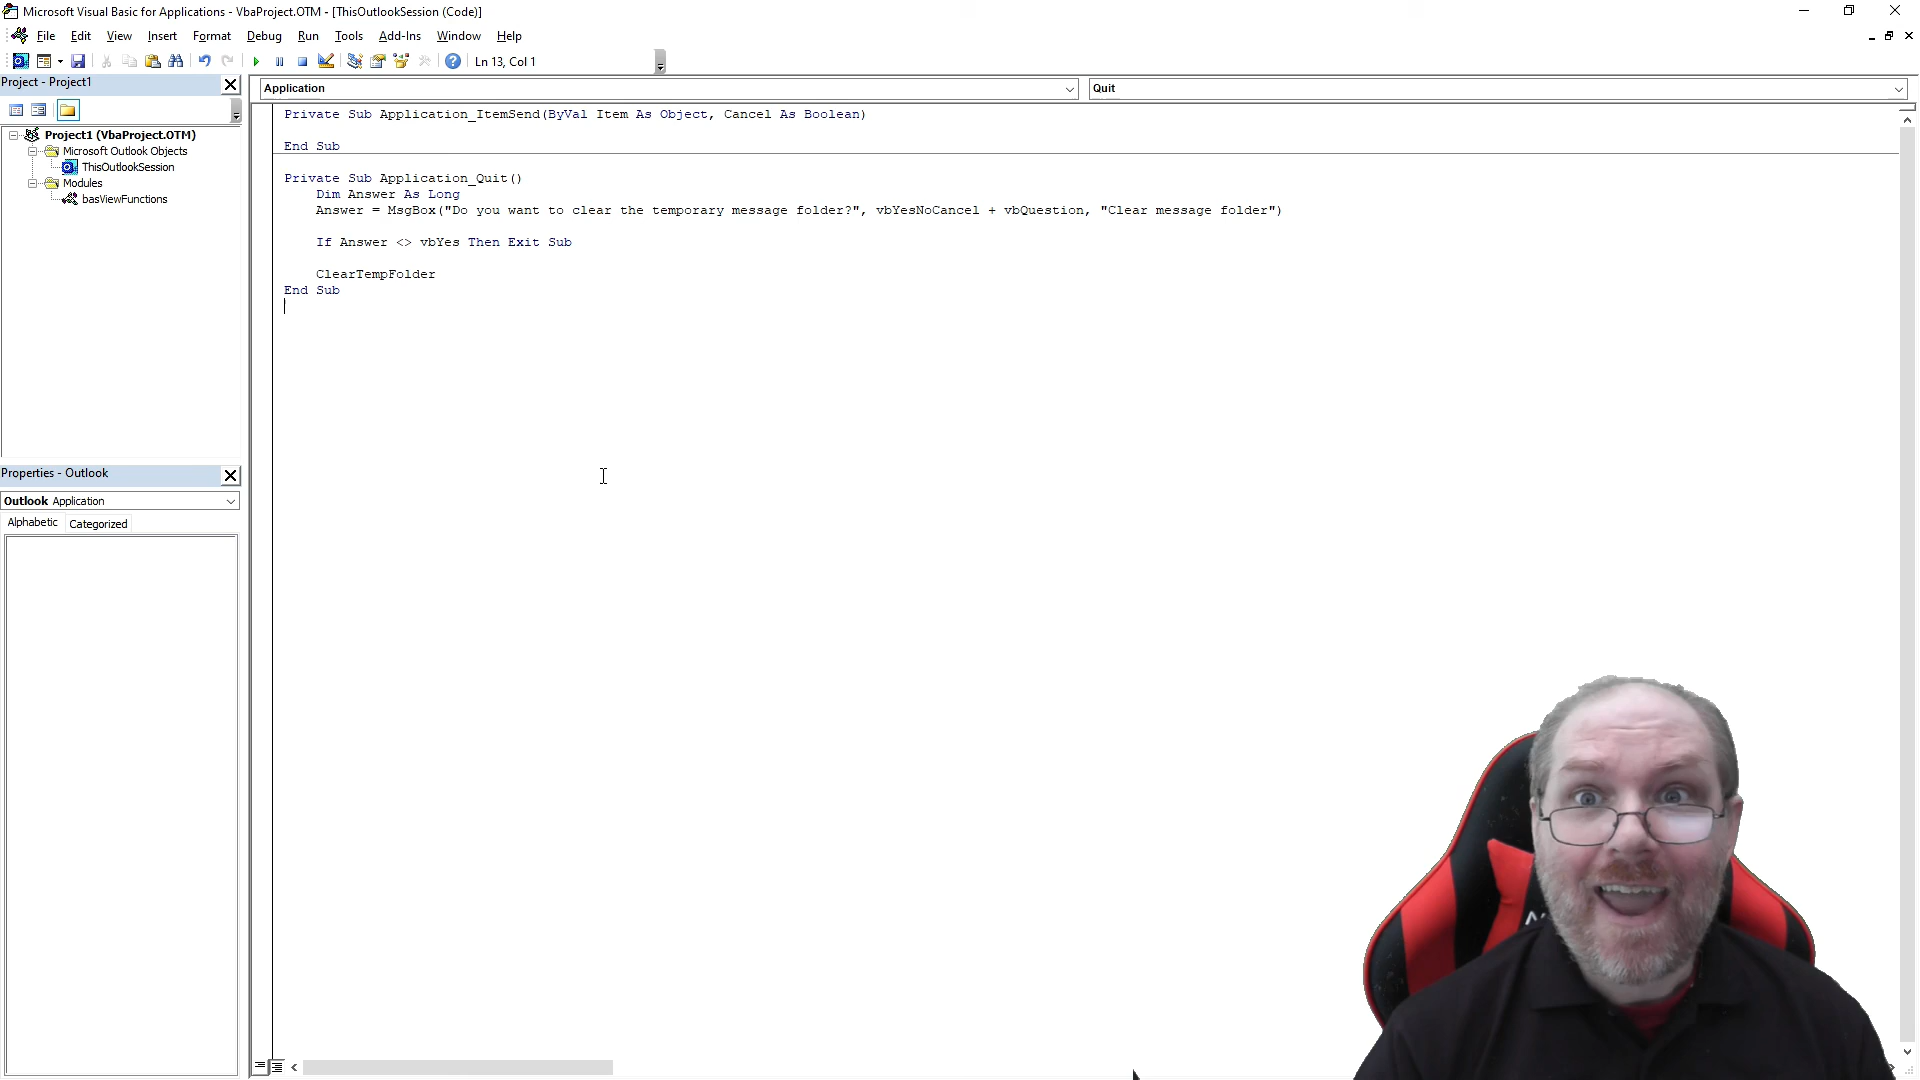 Microsoft Visual Basic for Applications - VbaProject.OTM - [ThisOutlookSession (Code)]
File Edit View Insert Format Debug Run Tools Add-Ins Window Help
Ln 13, Col 1
Project - Project1
Application
Quit
Project1 (VbaProject.OTM)
Microsoft Outlook Objects
ThisOutlookSession
Modules
basViewFunctions
Private Sub Application_ItemSend(ByVal Item As Object, Cancel As Boolean)
End Sub
Private Sub Application_Quit()
Dim Answer As Long
Answer = MsgBox("Do you want to clear the temporary message folder?", vbYesNoCancel + vbQuestion, "Clear message folder")
If Answer <> vbYes Then Exit Sub
ClearTempFolder
End Sub
Properties - Outlook
Outlook Application
Alphabetic Categorized